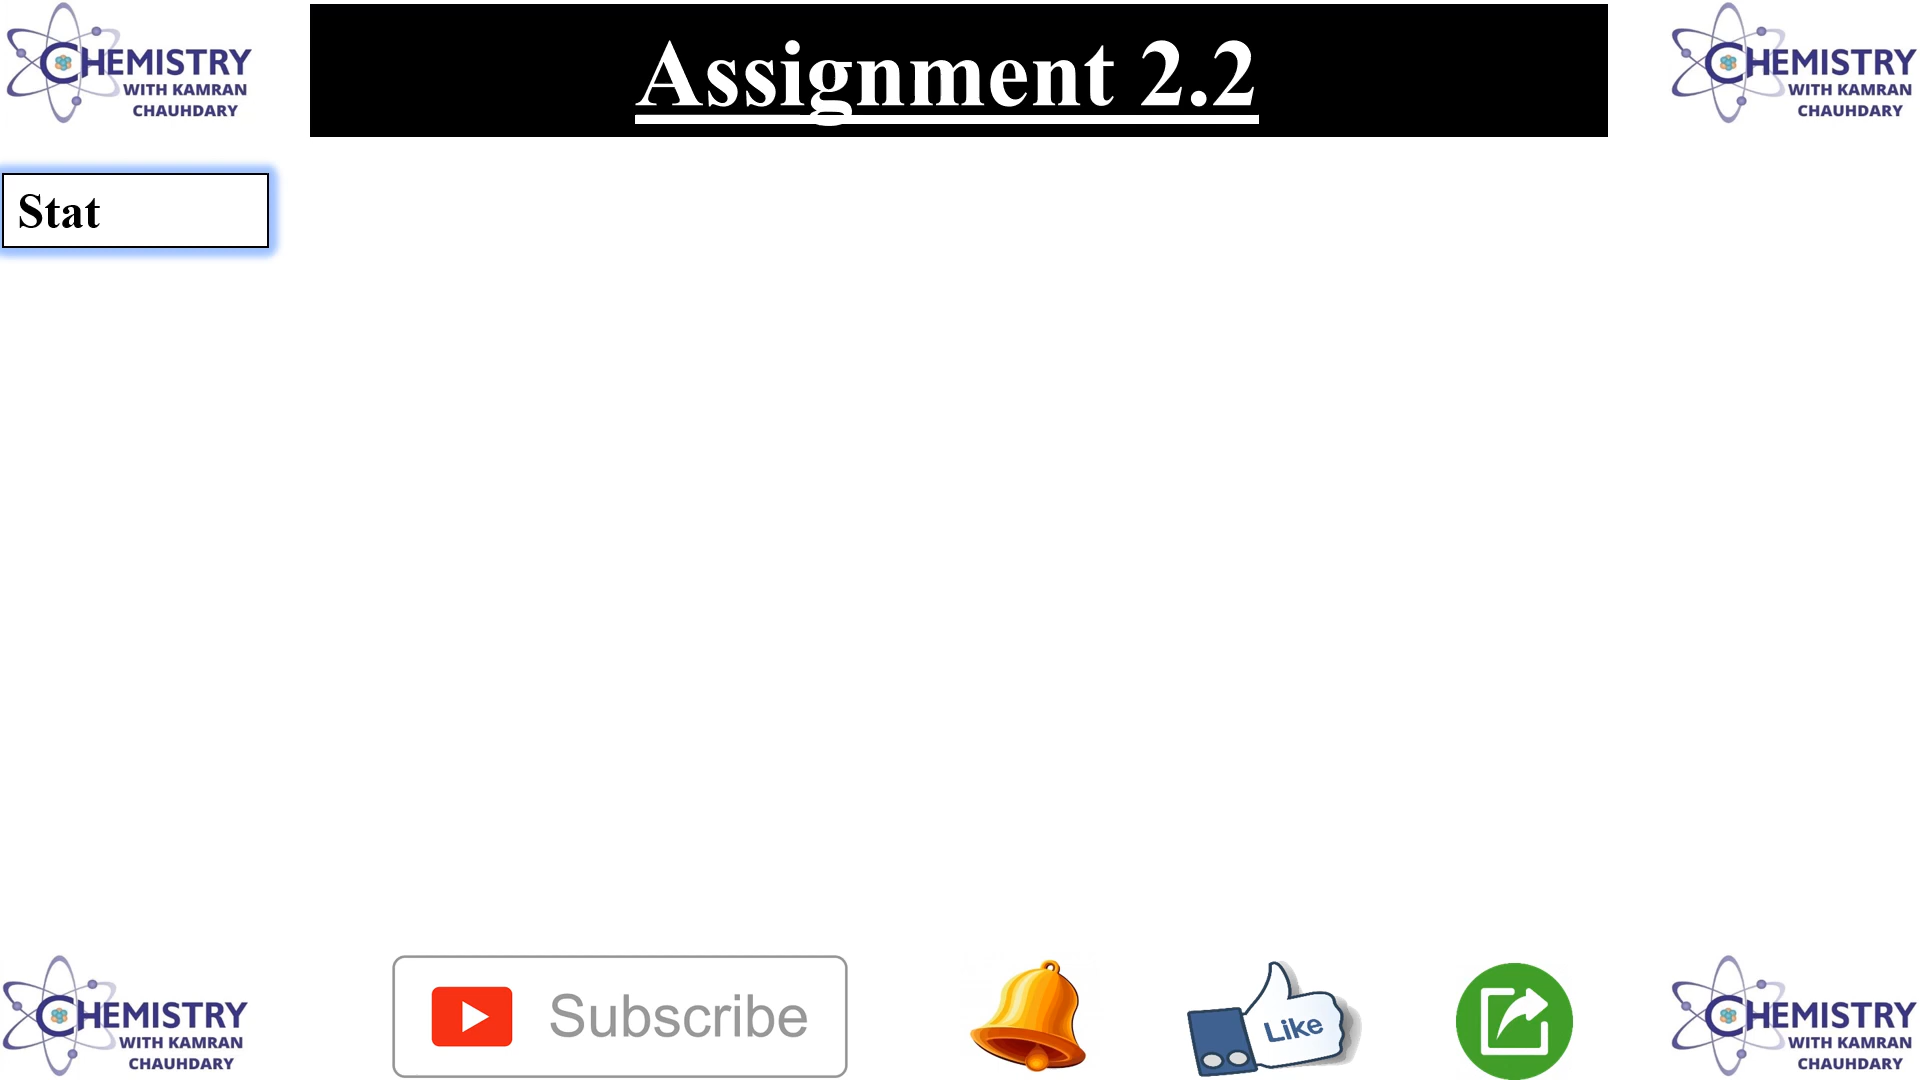 CHEMISTRY
WITH KAMRAN
CHAUHDARY
Assignment 2.2
CHEMISTRY
WITH KAMRAN
CHAUHDARY
Stat
CHEMISTRY
WITH KAMRAN
CHAUHDARY
Subscribe
Like
CHEMISTRY
WITH KAMRAN
CHAUHDARY